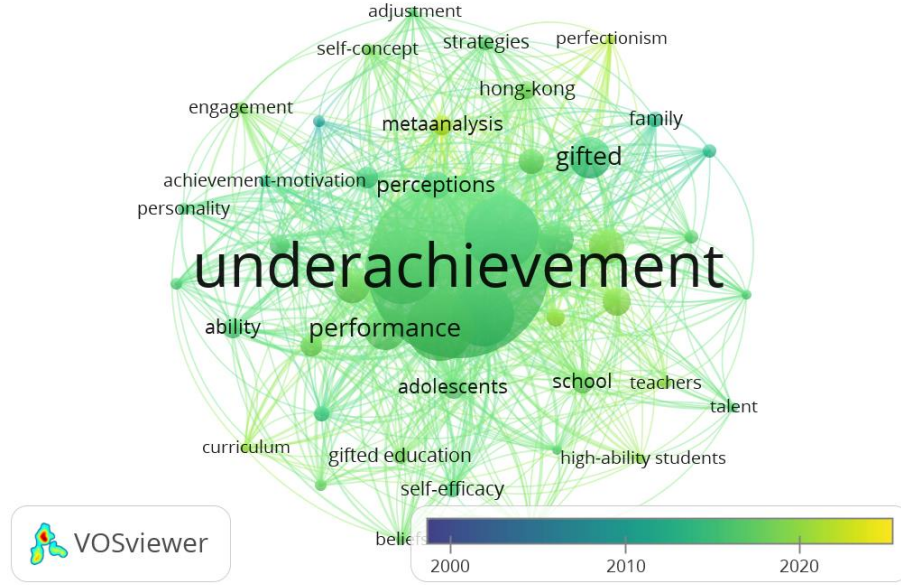 adjustment
self-concept
strategies
perfectionism
hong-kong
engagement
metaanalysis
family
gifted
achievement-motivation
perceptions
personality
underachievement
ability
performance
adolescents
school
teachers
talent
curriculum
gifted education
high-ability students
self-efficacy
beliefs
VOSviewer
2000
2010
2020